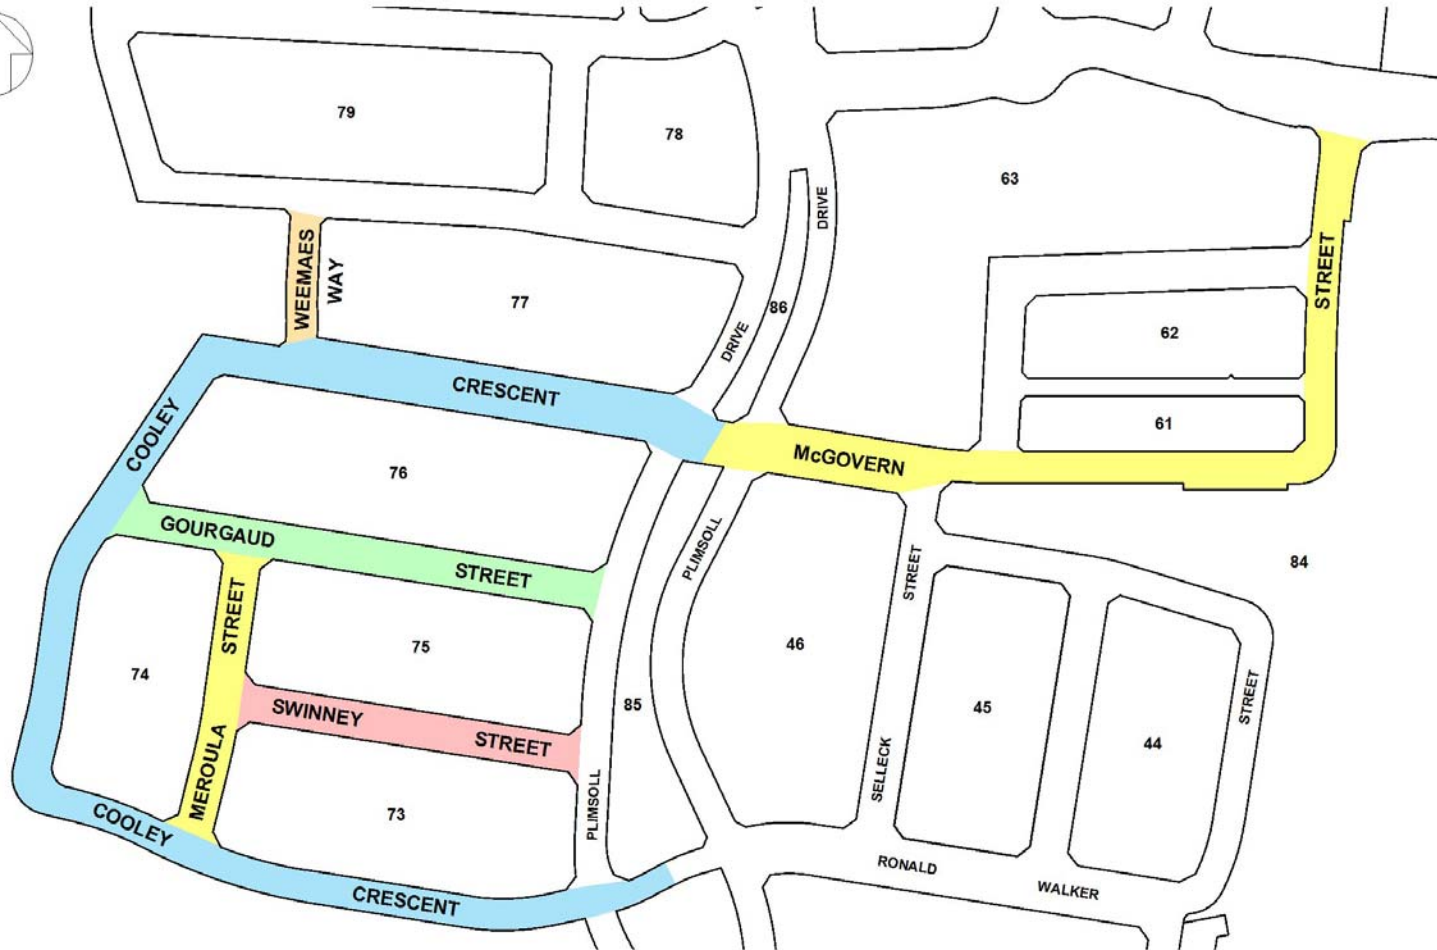 79
78
63
DRIVE
WEEMAES
WAY
77
86
DRIVE
STREET
62
61
COOLEY
CRESCENT
McGOVERN
76
GOURGAUD
STREET
PLIMSOLL
STREET
84
STREET
75
46
74
45
44
STREET
85
SWINNEY
STREET
MEROULA
SELLECK
73
PLIMSOLL
COOLEY
CRESCENT
RONALD
WALKER